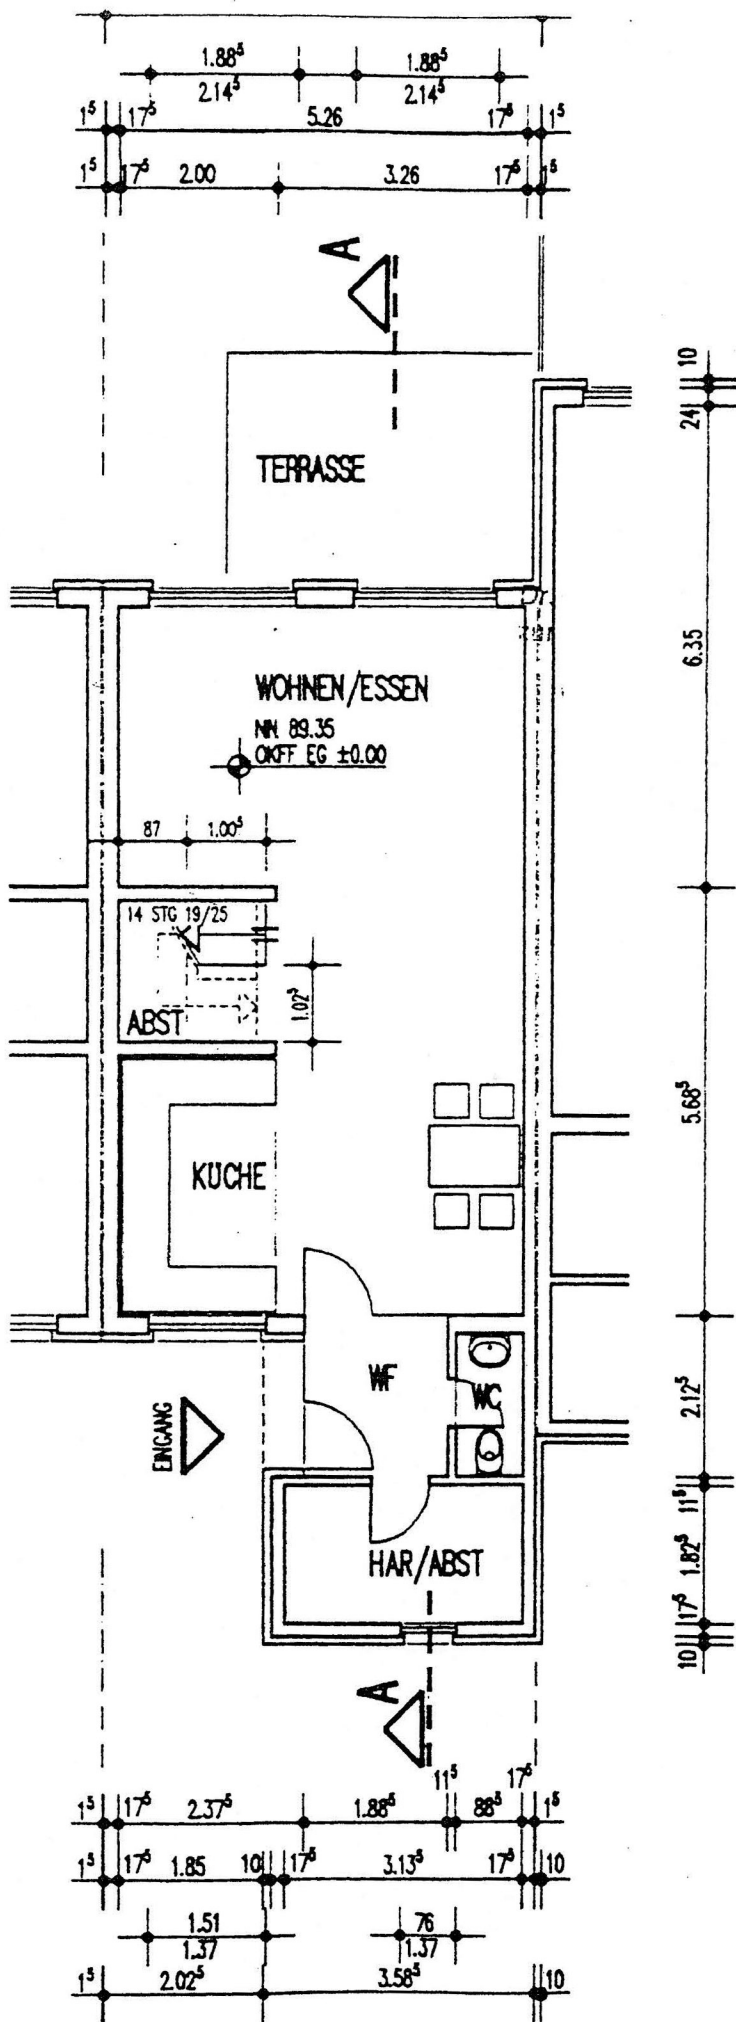 1.88⁵ 1.88⁵
2.14⁵ 2.14⁵
1⁵ 17⁵ 5.26 17⁵ 1⁵
1⁵ 17⁵ 2.00 3.26 17⁵ 1⁵
A
10
24
TERRASSE
6.35
WOHNEN/ESSEN
NN 89.35
OKFF EG ±0.00
87 1.00⁵
14 STG 19/25
1.02⁵
ABST
5.68⁵
KÜCHE
WF
WC
2.12⁵
EINGANG
11⁵
HAR/ABST
1.82⁵
17⁵
10
A
11⁵ 17⁵
1⁵ 17⁵ 2.37⁵ 1.88⁵ 88⁵ 1⁵
1⁵ 17⁵ 1.85 10 17⁵ 3.13⁵ 17⁵ 10
1.51 76
1.37 1.37
1⁵ 2.02⁵ 3.58⁵ 10